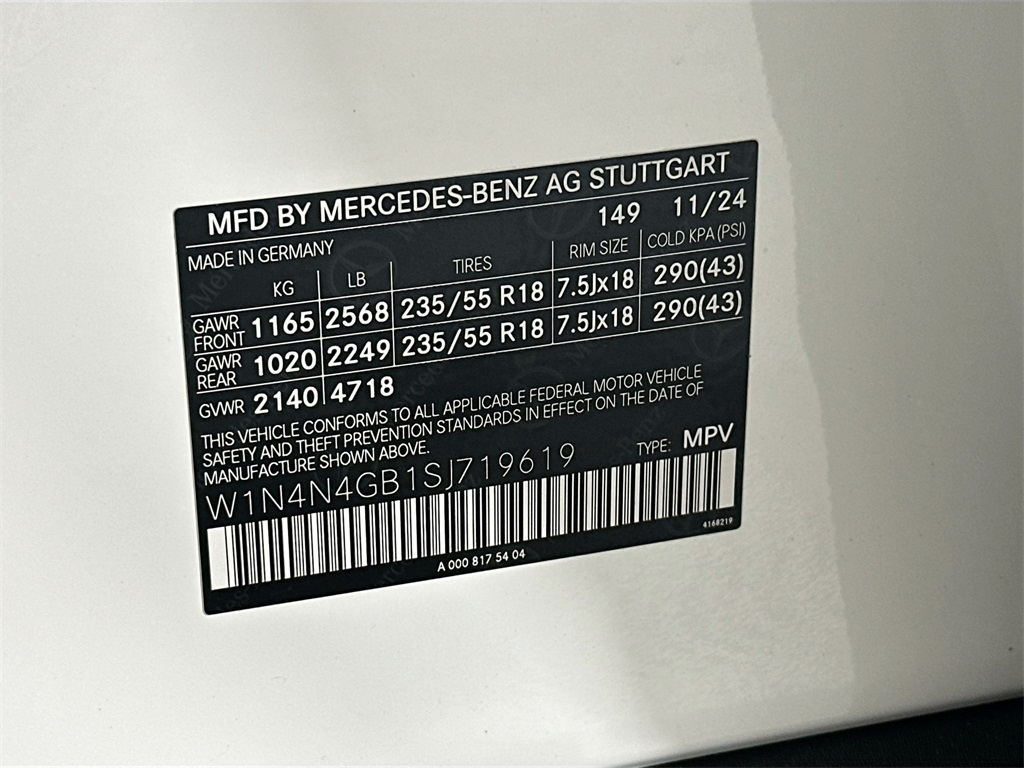 MFD BY MERCEDES-BENZ AG STUTTGART
MADE IN GERMANY 149 11/24
KG LB TIRES RIM SIZE COLD KPA (PSI)
GAWR FRONT 1165 2568 235/55 R18 7.5Jx18 290(43)
GAWR REAR 1020 2249 235/55 R18 7.5Jx18 290(43)
GVWR 2140 4718
THIS VEHICLE CONFORMS TO ALL APPLICABLE FEDERAL MOTOR VEHICLE
SAFETY AND THEFT PREVENTION STANDARDS IN EFFECT ON THE DATE OF
MANUFACTURE SHOWN ABOVE.
W1N4N4GB1SJ719619 TYPE: MPV
4168219
A 000 817 54 04